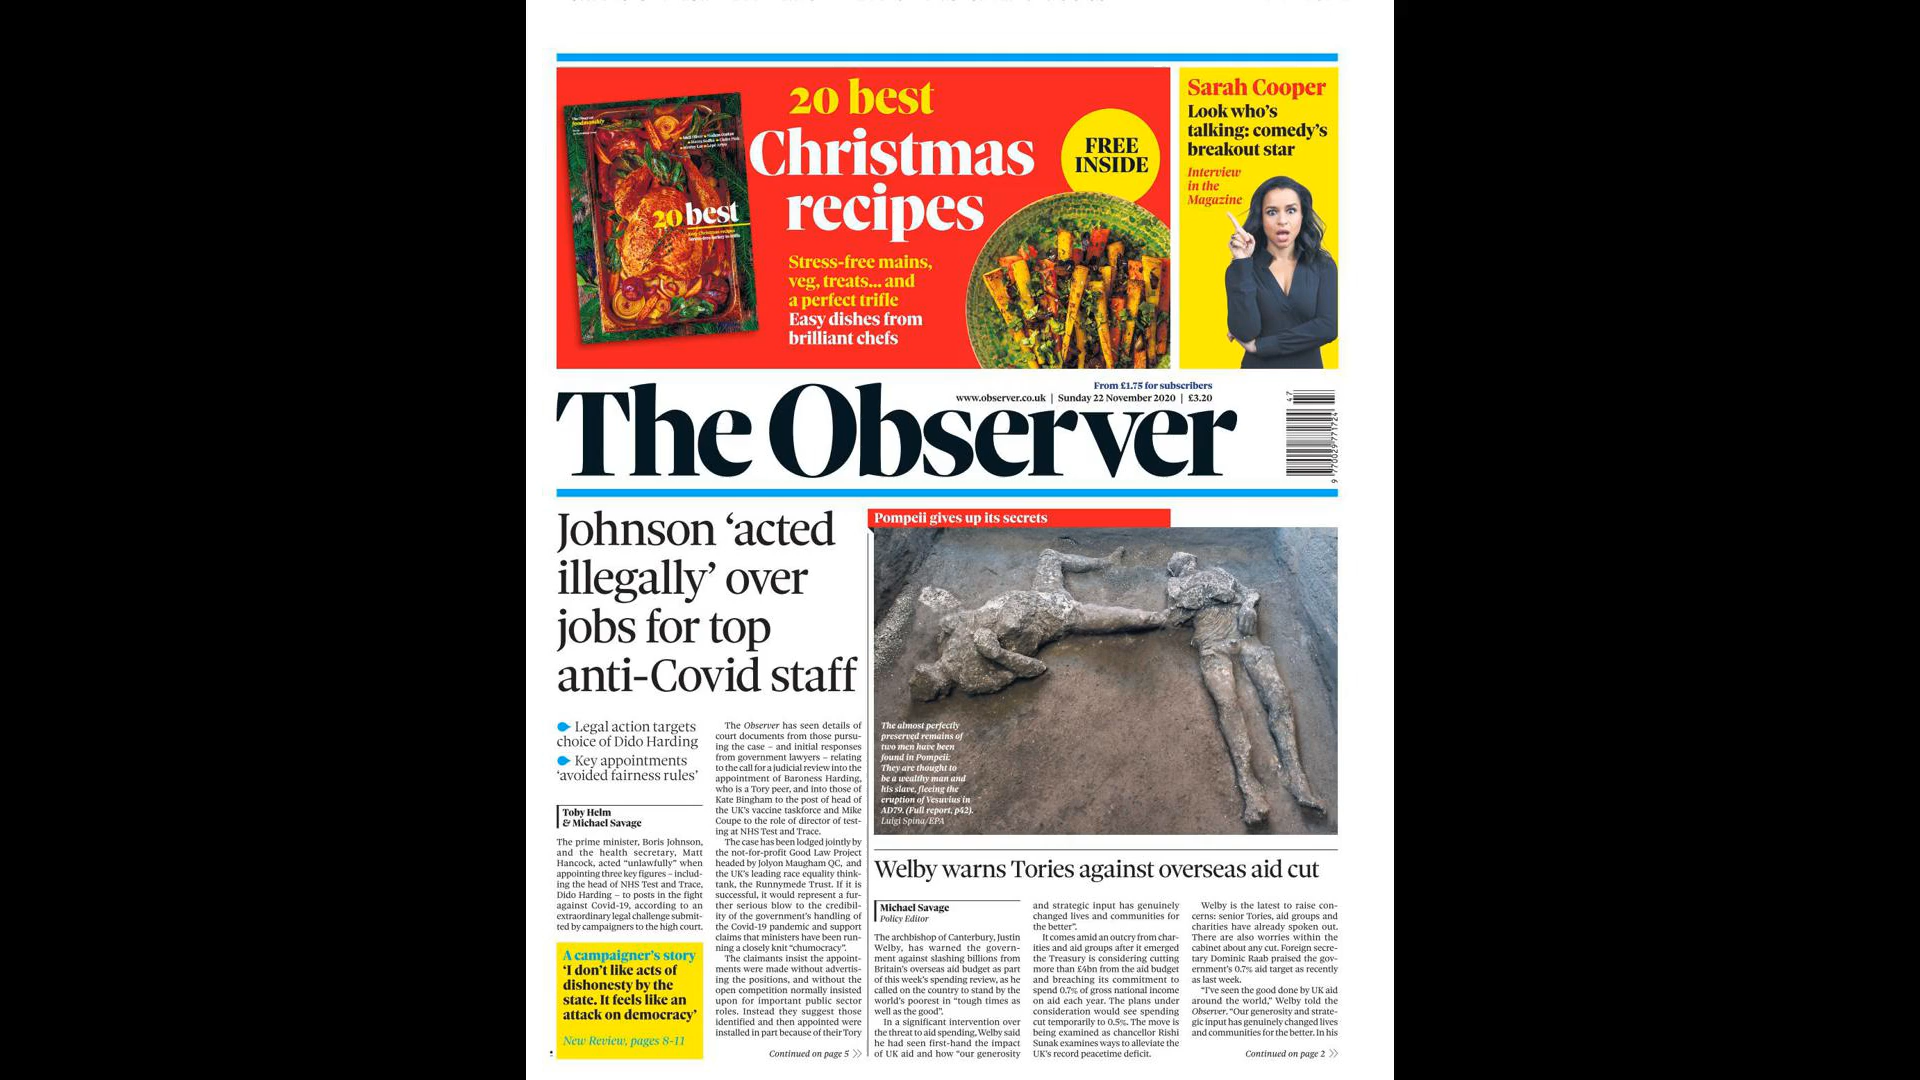 20 best
Christmas
recipes
FREE
INSIDE
Stress-free mains,
veg, treats... and
a perfect trifle
Easy dishes from
brilliant chefs
20 best
Sarah Cooper
Look who's
talking: comedy's
breakout star
Interview
in the
Magazine
From £1.75 for subscribers
www.observer.co.uk | Sunday 22 November 2020 | £3.20
The Observer
47
9 770029 771724
Johnson ‘acted
illegally’ over
jobs for top
anti-Covid staff
Legal action targets
choice of Dido Harding
Key appointments
‘avoided fairness rules’
Toby Helm
& Michael Savage
The prime minister, Boris Johnson,
and the health secretary, Matt
Hancock, acted “unlawfully” when
appointing three key figures – includ-
ing the head of NHS Test and Trace,
Dido Harding – to posts in the fight
against Covid-19, according to an
extraordinary legal challenge submit-
ted by campaigners to the high court.
A campaigner's story
‘I don’t like acts of
dishonesty by the
state. It feels like an
attack on democracy’
New Review, pages 8-11
The Observer has seen details of
court documents from those pursu-
ing the case – and initial responses
from government lawyers – relating
to the call for a judicial review into the
appointment of Baroness Harding,
who is a Tory peer, and into those of
Kate Bingham to the post of head of
the UK’s vaccine taskforce and Mike
Coupe to the role of director of test-
ing at NHS Test and Trace.
The case has been lodged jointly by
the not-for-profit Good Law Project
headed by Jolyon Maugham QC, and
the UK’s leading race equality think-
tank, the Runnymede Trust. If it is
successful, it would represent a fur-
ther serious blow to the credibil-
ity of the government’s handling of
the Covid-19 pandemic and support
claims that ministers have been run-
ning a closely knit “chumocracy”.
The claimants insist the appoint-
ments were made without advertis-
ing the positions, and without the
open competition normally insisted
upon for important public sector
roles. Instead they suggest those
identified and then appointed were
installed in part because of their Tory
Continued on page 5
Pompeii gives up its secrets
The almost perfectly
preserved remains of
two men have been
found in Pompeii.
They are thought to
be a wealthy man and
his slave, fleeing the
eruption of Vesuvius in
AD79. (Full report, p42).
Luigi Spina/EPA
Welby warns Tories against overseas aid cut
Michael Savage
Policy Editor
The archbishop of Canterbury, Justin
Welby, has warned the govern-
ment against slashing billions from
Britain’s overseas aid budget as part
of this week’s spending review, as he
called on the country to stand by the
world’s poorest in “tough times as
well as the good”.
In a significant intervention over
the threat to aid spending, Welby said
he had seen first-hand the impact
of UK aid and how “our generosity
and strategic input has genuinely
changed lives and communities for
the better”.
It comes amid an outcry from char-
ities and aid groups after it emerged
the Treasury is considering cutting
more than £4bn from the aid budget
and breaching its commitment to
spend 0.7% of gross national income
on aid each year. The plans under
consideration would see spending
cut temporarily to 0.5%. The move is
being examined as chancellor Rishi
Sunak examines ways to alleviate the
UK’s record peacetime deficit.
Welby is the latest to raise con-
cerns: senior Tories, aid groups and
charities have already spoken out.
There are also worries within the
cabinet about any cut. Foreign secre-
tary Dominic Raab praised the gov-
ernment’s 0.7% aid target as recently
as last week.
“I’ve seen the good done by UK aid
around the world,” Welby told the
Observer. “Our generosity and strate-
gic input has genuinely changed lives
and communities for the better. In his
Continued on page 2